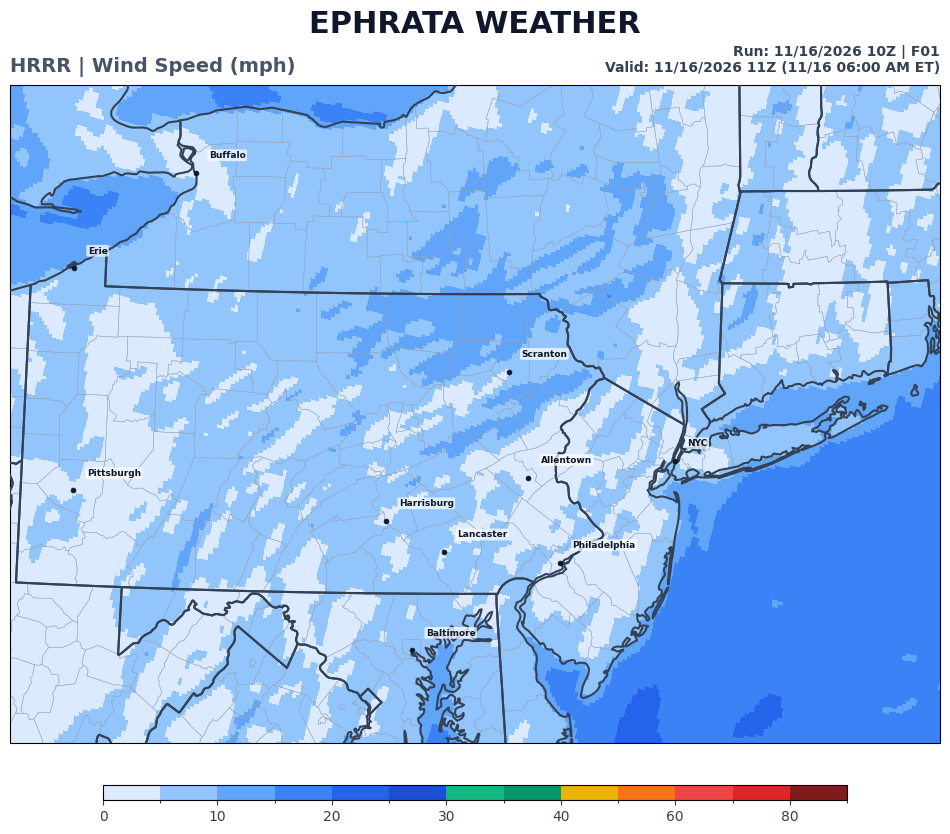 EPHRATA WEATHER
HRRR | Wind Speed (mph)
Run: 11/16/2026 10Z | F01
Valid: 11/16/2026 11Z (11/16 06:00 AM ET)
Buffalo
Erie
Scranton
NYC
Allentown
Pittsburgh
Harrisburg
Lancaster
Philadelphia
Baltimore
0 10 20 30 40 50 60 70 80